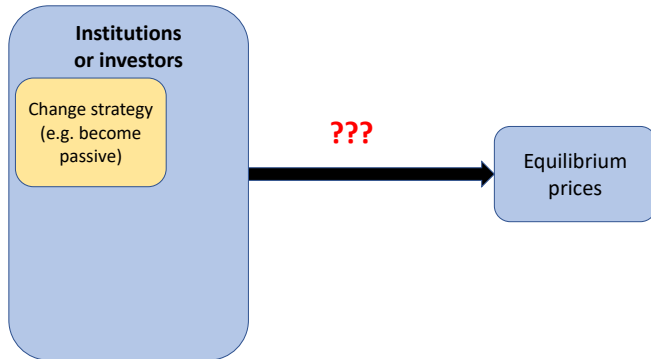 Institutions
or investors
Change strategy
(e.g. become
passive)
???
Equilibrium
prices